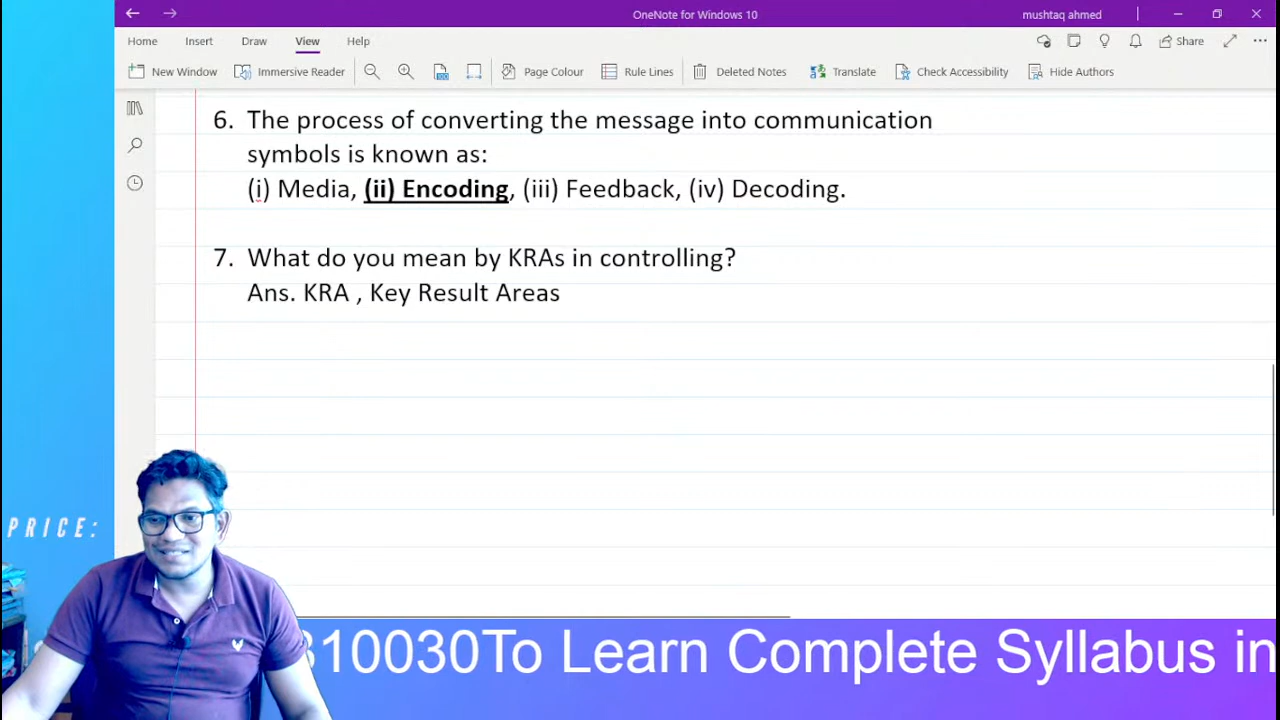 OneNote for Windows 10
mushtaq ahmed
Home Insert Draw View Help
Share
New Window Immersive Reader Page Colour Rule Lines Deleted Notes Translate Check Accessibility Hide Authors
6. The process of converting the message into communication
symbols is known as:
(i) Media, (ii) Encoding, (iii) Feedback, (iv) Decoding.
7. What do you mean by KRAs in controlling?
Ans. KRA , Key Result Areas
PRICE:
310030To Learn Complete Syllabus in